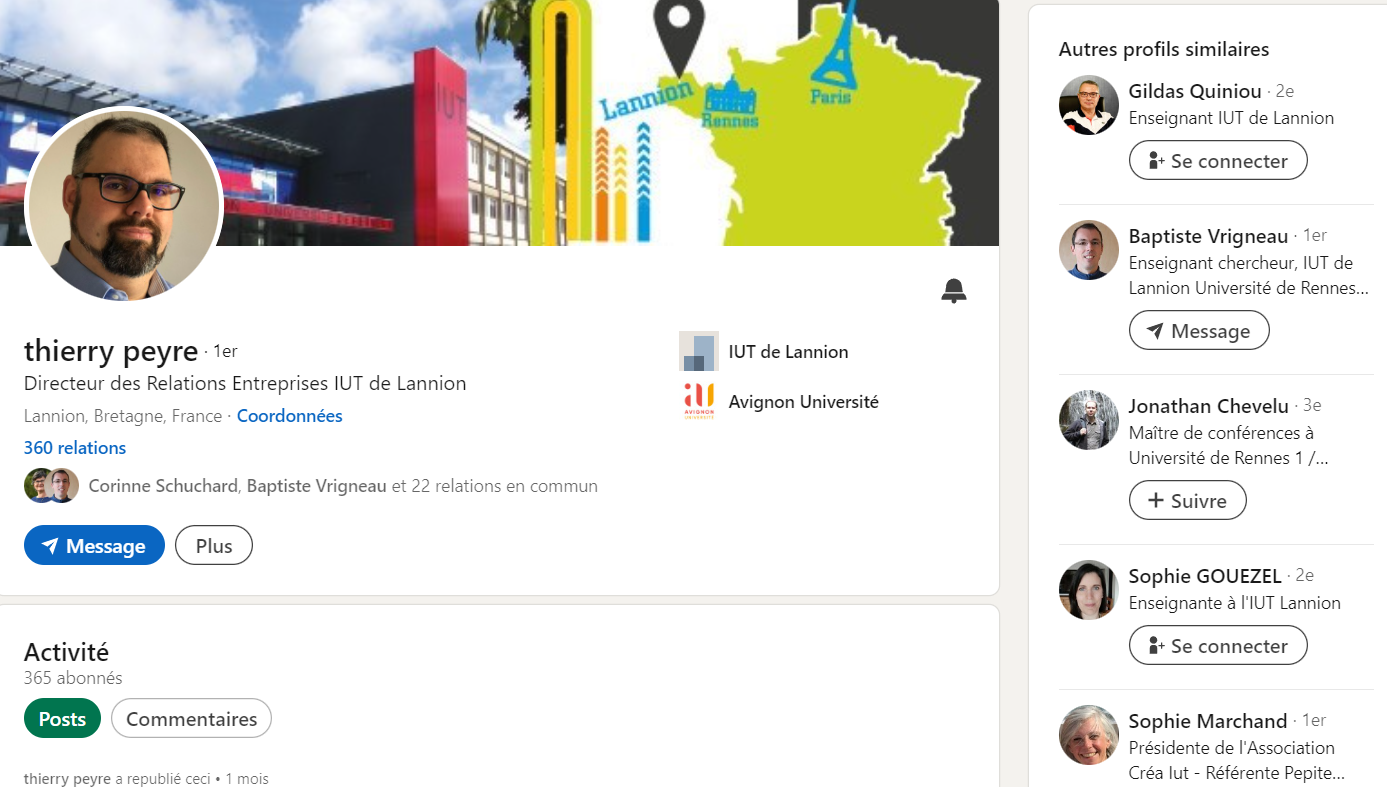 IUT
Lannion
Rennes
Paris
thierry peyre · 1er
Directeur des Relations Entreprises IUT de Lannion
Lannion, Bretagne, France · Coordonnées
360 relations
Corinne Schuchard, Baptiste Vrigneau et 22 relations en commun
Message
Plus
IUT de Lannion
AVIGNON
UNIVERSITÉ
Avignon Université
Activité
365 abonnés
Posts
Commentaires
thierry peyre a republié ceci • 1 mois
Autres profils similaires
Gildas Quiniou · 2e
Enseignant IUT de Lannion
Se connecter
Baptiste Vrigneau · 1er
Enseignant chercheur, IUT de
Lannion Université de Rennes...
Message
Jonathan Chevelu · 3e
Maître de conférences à
Université de Rennes 1 /...
Suivre
Sophie GOUEZEL · 2e
Enseignante à l'IUT Lannion
Se connecter
Sophie Marchand · 1er
Présidente de l'Association
Créa Iut - Référente Pepite...